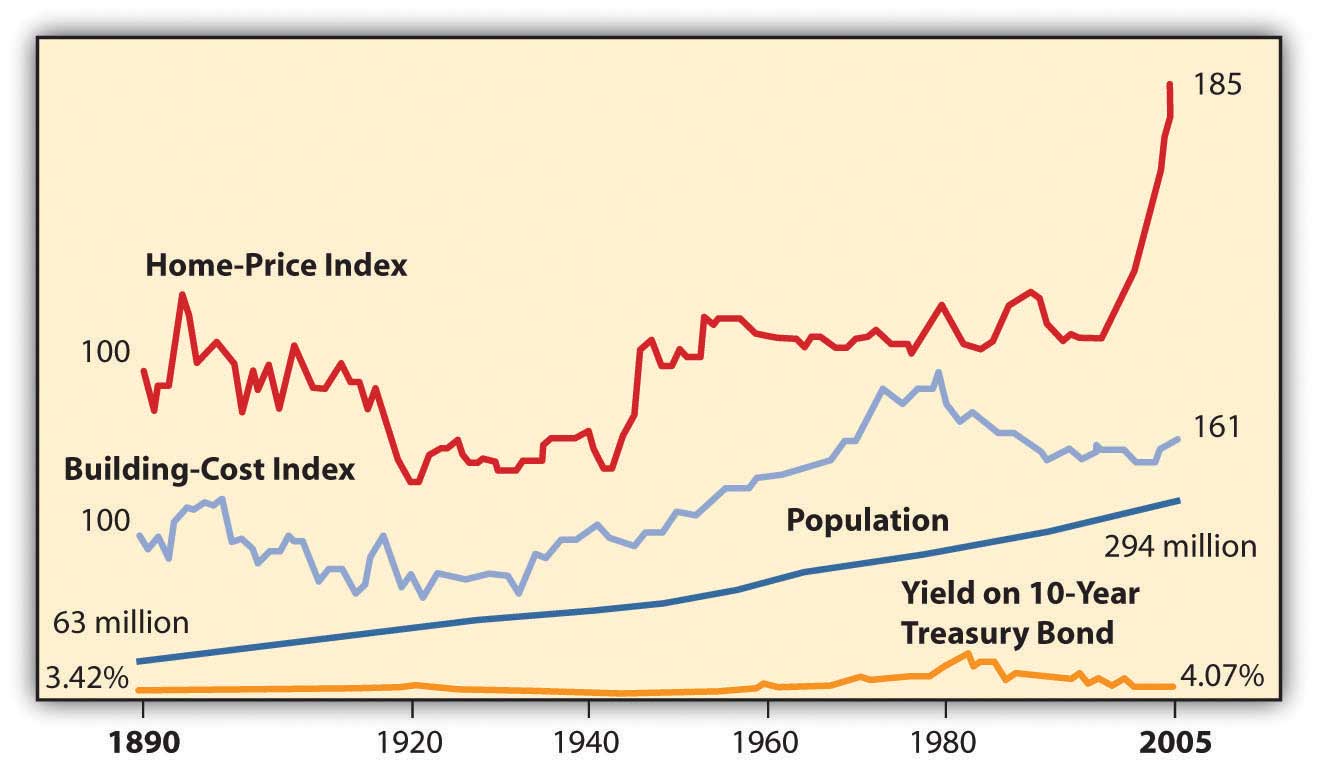 185
Home-Price Index
100
161
Building-Cost Index
100
Population
294 million
Yield on 10-Year
Treasury Bond
63 million
3.42%
4.07%
1890 1920 1940 1960 1980 2005